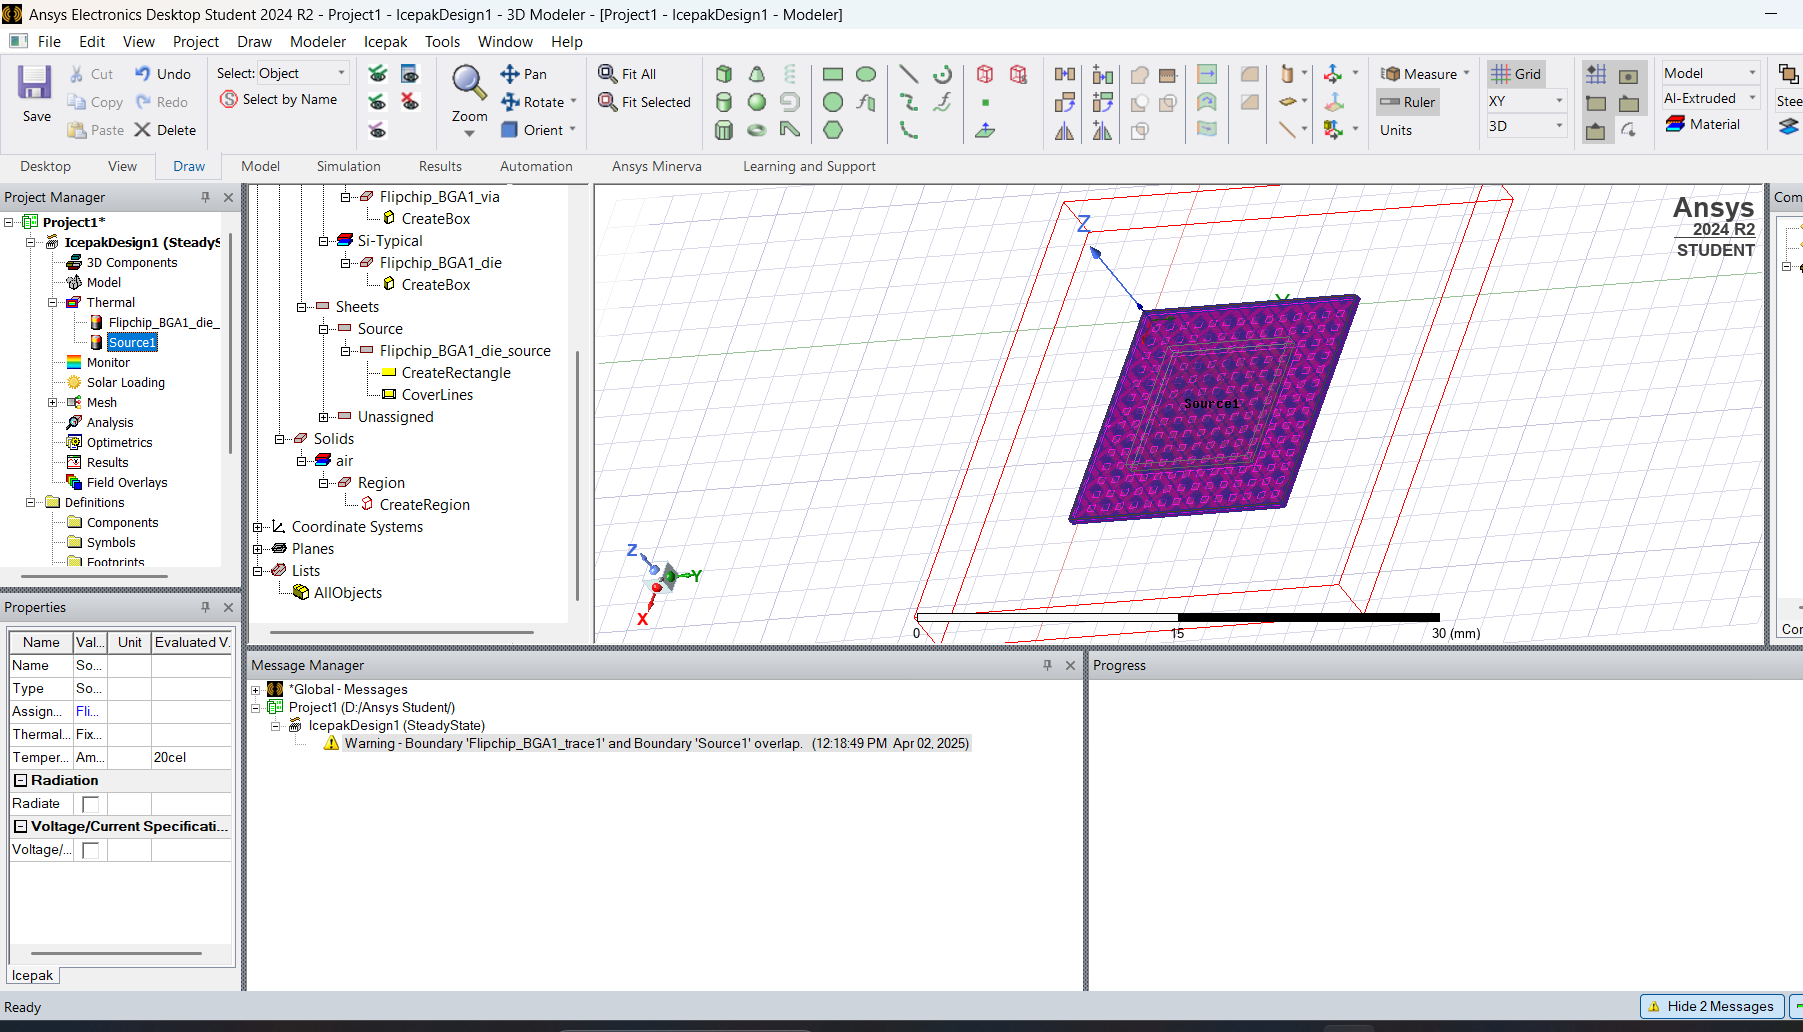 Ansys Electronics Desktop Student 2024 R2 - Project1 - IcepakDesign1 - 3D Modeler - [Project1 - IcepakDesign1 - Modeler]
File Edit View Project Draw Modeler Icepak Tools Window Help
Save
Cut
Copy
Paste
Undo
Redo
Delete
Select: Object
Select by Name
Zoom
Pan
Rotate
Orient
Fit All
Fit Selected
Measure
Ruler
Units
Grid
XY
3D
Model
Al-Extruded
Material
Stee
Desktop View Draw Model Simulation Results Automation Ansys Minerva Learning and Support
Project Manager
Project1*
IcepakDesign1 (SteadyS
3D Components
Model
Thermal
Flipchip_BGA1_die_
Source1
Monitor
Solar Loading
Mesh
Analysis
Optimetrics
Results
Field Overlays
Definitions
Components
Symbols
Footprints
Flipchip_BGA1_via
CreateBox
Si-Typical
Flipchip_BGA1_die
CreateBox
Sheets
Source
Flipchip_BGA1_die_source
CreateRectangle
CoverLines
Unassigned
Solids
air
Region
CreateRegion
Coordinate Systems
Planes
Lists
AllObjects
Ansys
2024 R2
STUDENT
Z
Y
Source1
Z
Y
X
0 15 30 (mm)
Com
Cor
Properties
Name Val... Unit Evaluated V.
Name So...
Type So...
Assign... Fli...
Thermal... Fix...
Temper... Am... 20cel
Radiation
Radiate
Voltage/Current Specificati...
Voltage/...
Icepak
Message Manager
*Global - Messages
Project1 (D:/Ansys Student/)
IcepakDesign1 (SteadyState)
Warning - Boundary 'Flipchip_BGA1_trace1' and Boundary 'Source1' overlap. (12:18:49 PM Apr 02, 2025)
Progress
Ready
Hide 2 Messages